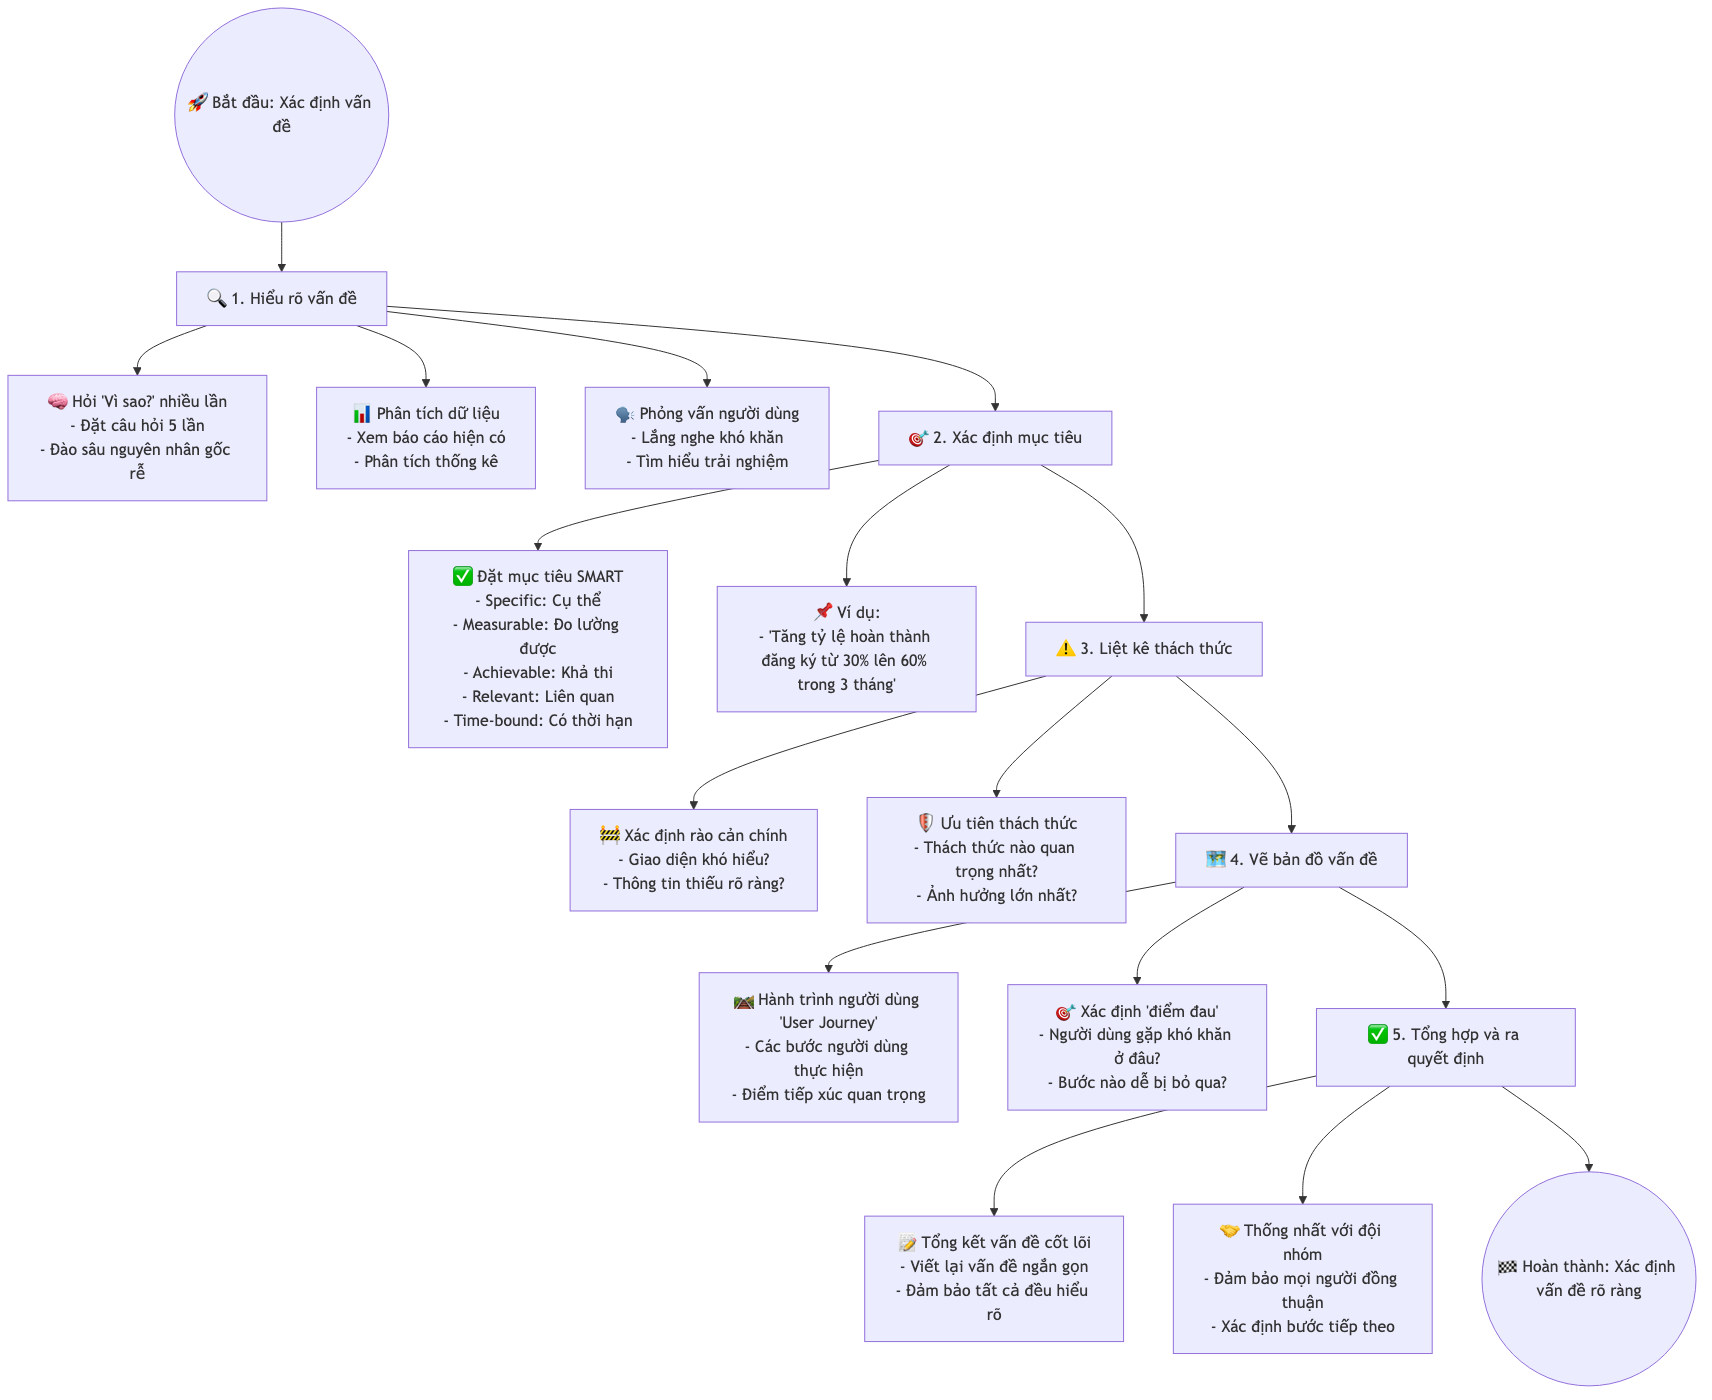 🚀 Bắt đầu: Xác định vấn
đề
🔍 1. Hiểu rõ vấn đề
🧠 Hỏi 'Vì sao?' nhiều lần
- Đặt câu hỏi 5 lần
- Đào sâu nguyên nhân gốc
rễ
📊 Phân tích dữ liệu
- Xem báo cáo hiện có
- Phân tích thống kê
🗣️ Phỏng vấn người dùng
- Lắng nghe khó khăn
- Tìm hiểu trải nghiệm
🎯 2. Xác định mục tiêu
✅ Đặt mục tiêu SMART
- Specific: Cụ thể
- Measurable: Đo lường
được
- Achievable: Khả thi
- Relevant: Liên quan
- Time-bound: Có thời hạn
📌 Ví dụ:
- 'Tăng tỷ lệ hoàn thành
đăng ký từ 30% lên 60%
trong 3 tháng'
⚠️ 3. Liệt kê thách thức
🚧 Xác định rào cản chính
- Giao diện khó hiểu?
- Thông tin thiếu rõ ràng?
🛡️ Ưu tiên thách thức
- Thách thức nào quan
trọng nhất?
- Ảnh hưởng lớn nhất?
🗺️ 4. Vẽ bản đồ vấn đề
🛤️ Hành trình người dùng
'User Journey'
- Các bước người dùng
thực hiện
- Điểm tiếp xúc quan trọng
🎯 Xác định 'điểm đau'
- Người dùng gặp khó khăn
ở đâu?
- Bước nào dễ bị bỏ qua?
✅ 5. Tổng hợp và ra
quyết định
📝 Tổng kết vấn đề cốt lõi
- Viết lại vấn đề ngắn gọn
- Đảm bảo tất cả đều hiểu
rõ
🤝 Thống nhất với đội
nhóm
- Đảm bảo mọi người đồng
thuận
- Xác định bước tiếp theo
🏁 Hoàn thành: Xác định
vấn đề rõ ràng